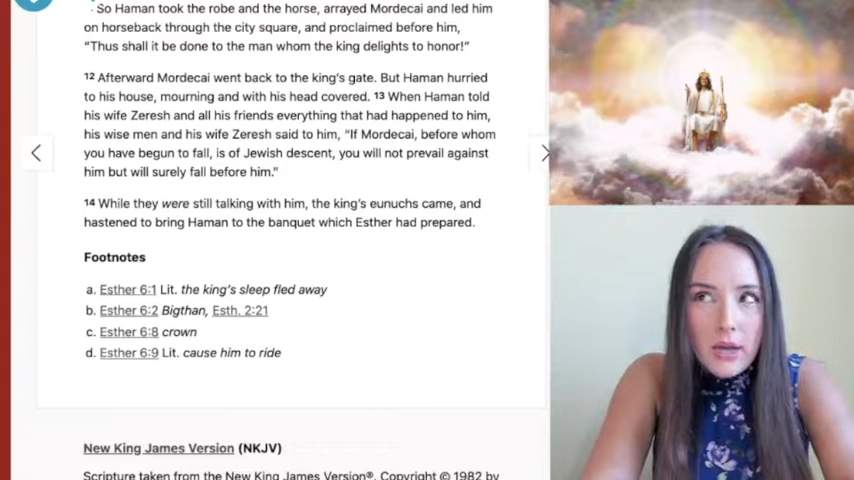 So Haman took the robe and the horse, arrayed Mordecai and led him
on horseback through the city square, and proclaimed before him,
“Thus shall it be done to the man whom the king delights to honor!”
12 Afterward Mordecai went back to the king’s gate. But Haman hurried
to his house, mourning and with his head covered. 13 When Haman told
his wife Zeresh and all his friends everything that had happened to him,
his wise men and his wife Zeresh said to him, “If Mordecai, before whom
you have begun to fall, is of Jewish descent, you will not prevail against
him but will surely fall before him.”
14 While they were still talking with him, the king’s eunuchs came, and
hastened to bring Haman to the banquet which Esther had prepared.
Footnotes
a. Esther 6:1 Lit. the king’s sleep fled away
b. Esther 6:2 Bigthan, Esth. 2:21
c. Esther 6:8 crown
d. Esther 6:9 Lit. cause him to ride
New King James Version (NKJV)
Scripture taken from the New King James Version®. Copyright © 1982 by